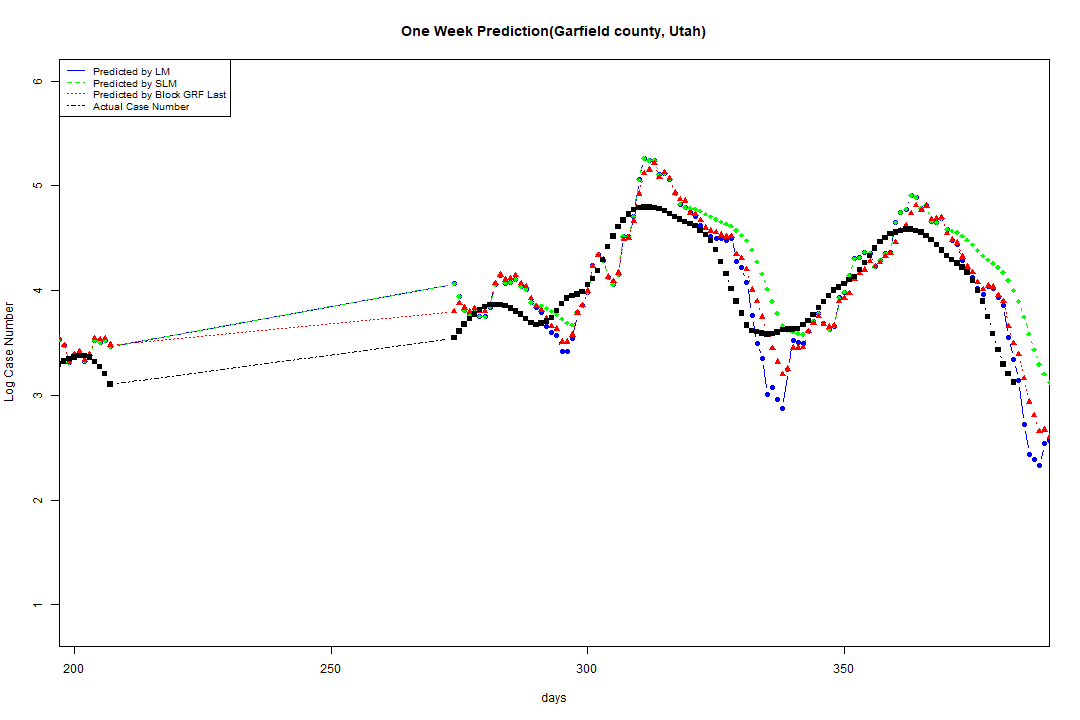 One Week Prediction(Garfield county, Utah)
Predicted by LM
Predicted by SLM
Predicted by Block GRF Last
Actual Case Number
6
5
4
3
2
1
Log Case Number
200 250 300 350
days